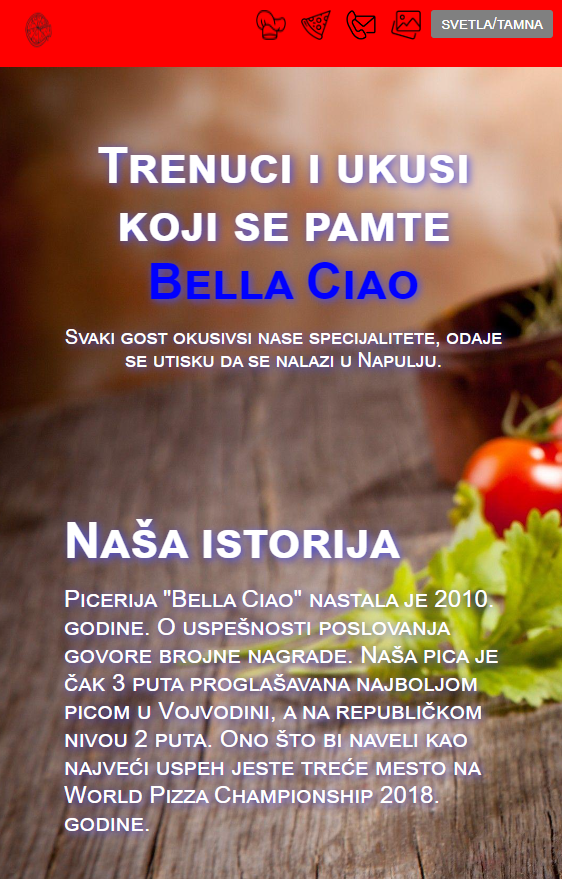 SVETLA/TAMNA
Trenuci i ukusi
koji se pamte
Bella Ciao
Svaki gost okusivsi nase specijalitete, odaje
se utisku da se nalazi u Napulju.
Naša istorija
Picerija "Bella Ciao" nastala je 2010.
godine. O uspešnosti poslovanja
govore brojne nagrade. Naša pica je
čak 3 puta proglašavana najboljom
picom u Vojvodini, a na republičkom
nivou 2 puta. Ono što bi naveli kao
najveći uspeh jeste treće mesto na
World Pizza Championship 2018.
godine.